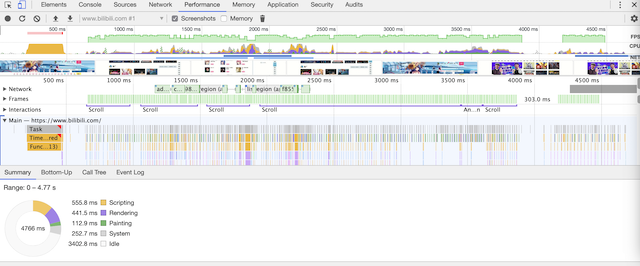 Elements Console Sources Network Performance Memory Application Security Audits
www.bilibili.com #1 Screenshots Memory
500 ms 1000 ms 1500 ms 2000 ms 2500 ms 3000 ms 3500 ms 4000 ms 4500 ms
FPS
CPU
NET
500 ms 1000 ms 1500 ms 2000 ms 2500 ms 3000 ms 3500 ms 4000 ms 4500 ms
Network ad… c…)98… egion (a f85
Frames 303.0 ms
Interactions Scroll Scroll Scroll Scroll An…n Scroll
Main — https://www.bilibili.com/
Task
Time…red
Func…13)
Summary Bottom-Up Call Tree Event Log
Range: 0 – 4.77 s
555.8 ms Scripting
441.5 ms Rendering
112.9 ms Painting
252.7 ms System
3402.8 ms Idle
4766 ms